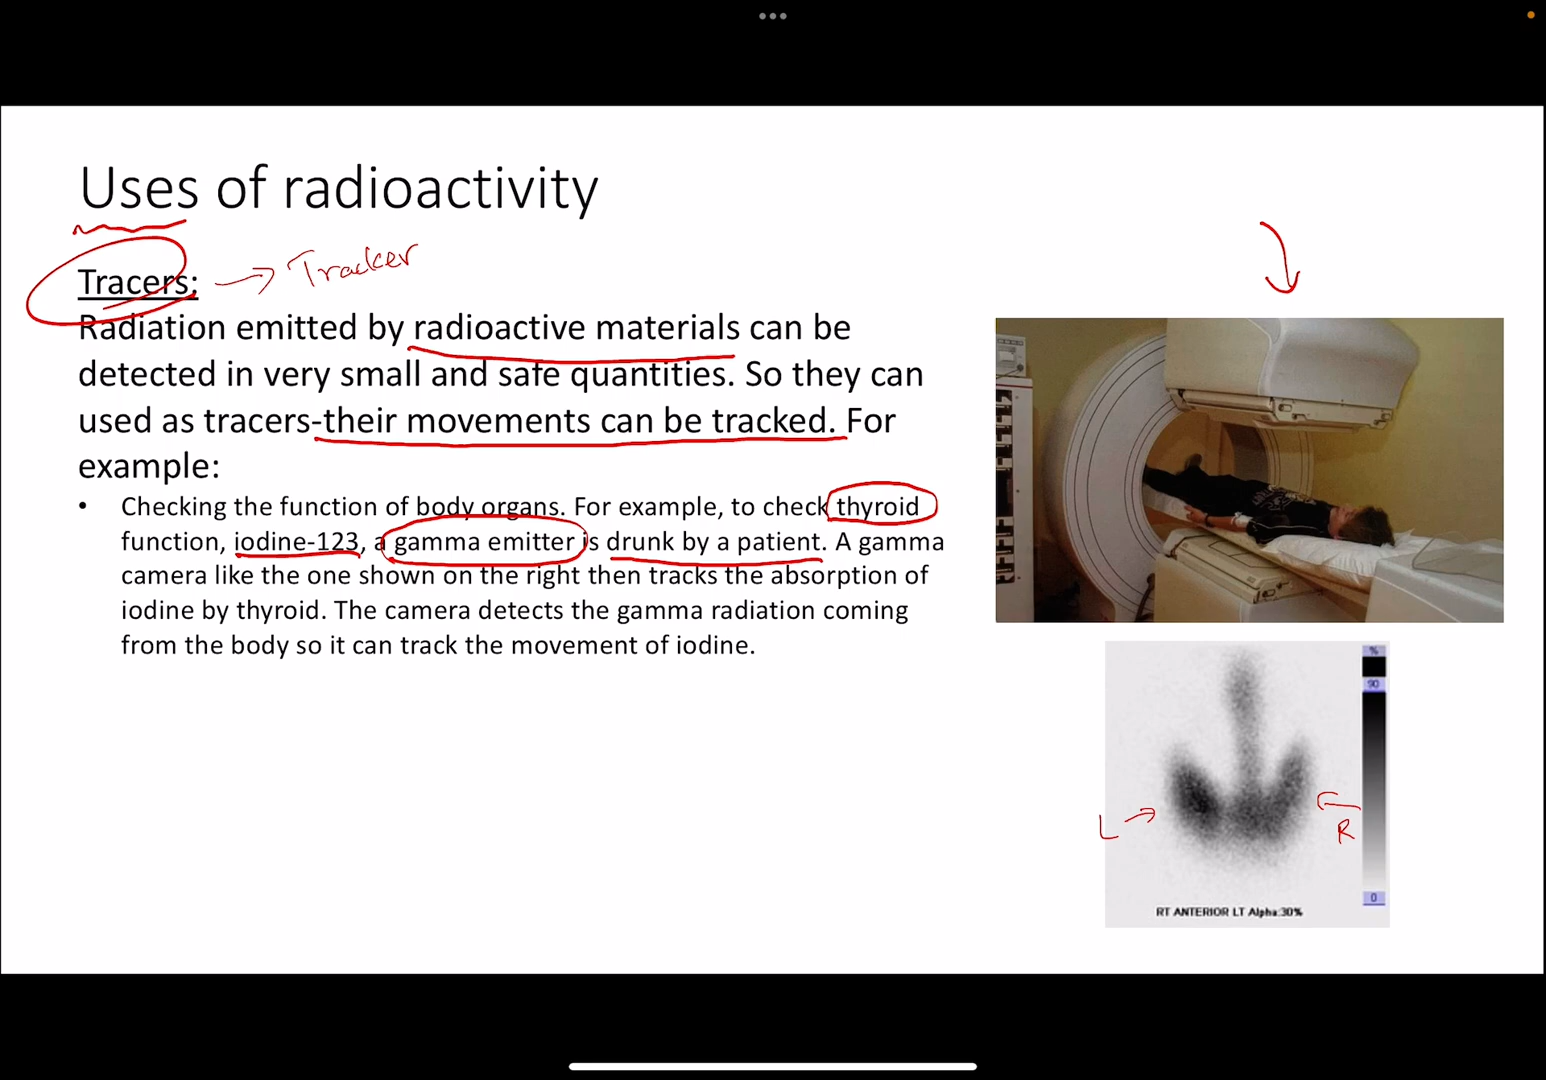 Uses of radioactivity
Tracers: → Tracker
Radiation emitted by radioactive materials can be
detected in very small and safe quantities. So they can
used as tracers-their movements can be tracked. For
example:
• Checking the function of body organs. For example, to check thyroid
function, iodine-123, a gamma emitter is drunk by a patient. A gamma
camera like the one shown on the right then tracks the absorption of
iodine by thyroid. The camera detects the gamma radiation coming
from the body so it can track the movement of iodine.
%
90
L →
R
0
RT ANTERIOR LT Alpha:30%